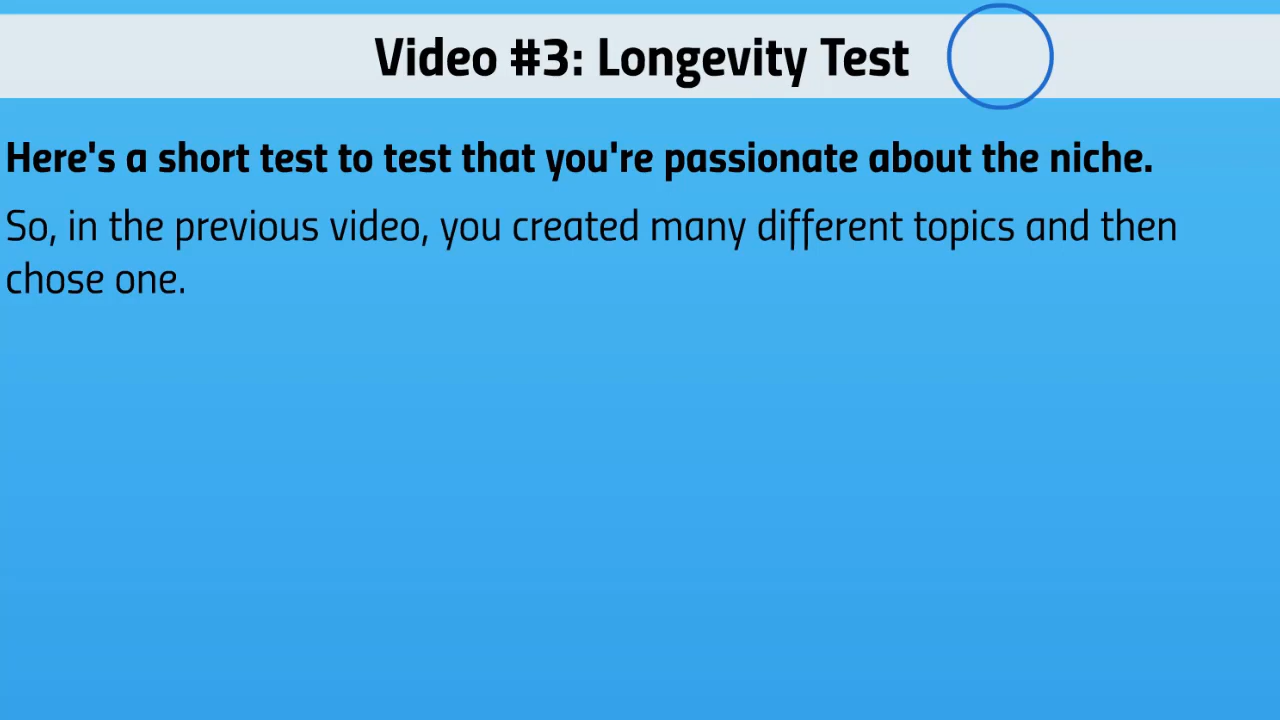 Video #3: Longevity Test
Here's a short test to test that you're passionate about the niche.
So, in the previous video, you created many different topics and then
chose one.